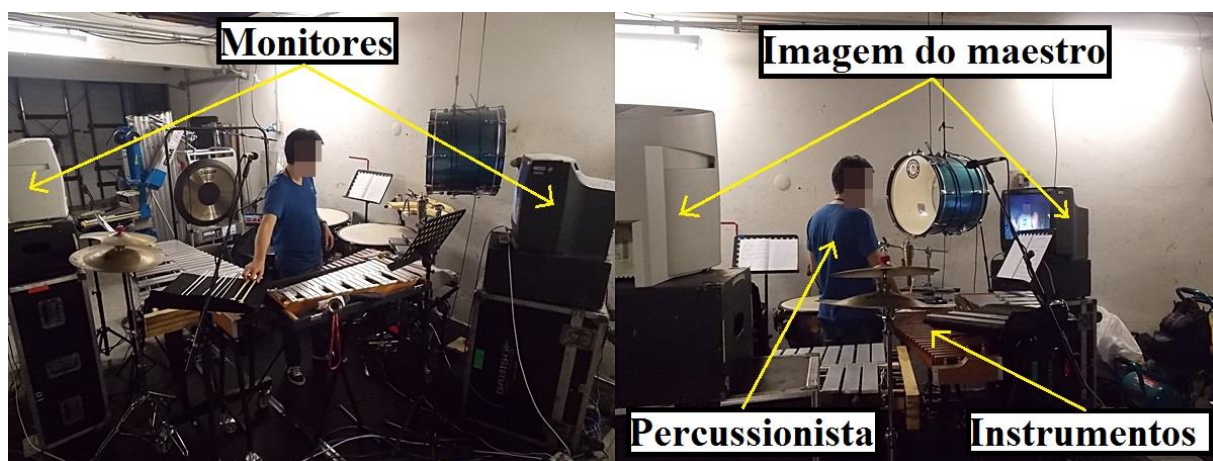 Monitores
Imagem do maestro
Percussionista
Instrumentos